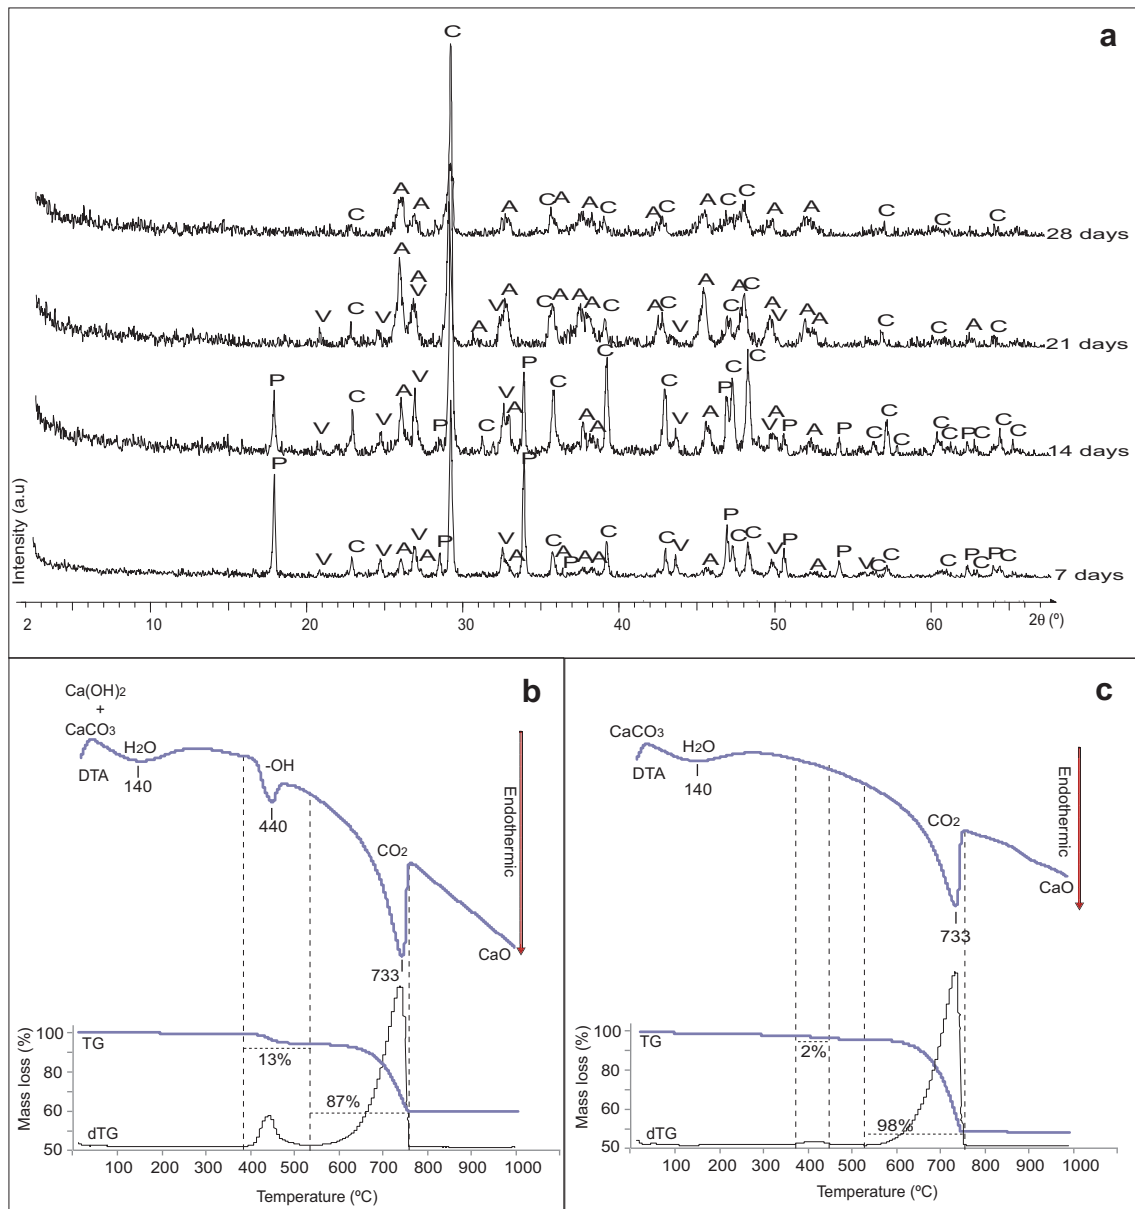 a
C
A A C A C A A C A C A C A C C A A C C C
28 days
V C V A A V A V A C A A A C A C V A C A C A V A A C C A C
21 days
P V C V A V P C V A P C A A C C V A P C C V A P A P C C C C P C C C
14 days
P V C V A V A P V A P C A P A A C C V A P C C V P A P V C C C P C P C
7 days
Intensity (a.u)
2 10 20 30 40 50 60 2θ (º)
b
Ca(OH)2
+
CaCO3
H2O
DTA
140
-OH
440
CO2
733
CaO
Endothermic
Mass loss (%)
100
80
60
50
TG
13%
87%
dTG
100 200 300 400 500 600 700 800 900 1000
Temperature (ºC)
c
CaCO3
H2O
DTA
140
CO2
733
CaO
Endothermic
Mass loss (%)
100
80
60
50
TG
2%
98%
dTG
100 200 300 400 500 600 700 800 900 1000
Temperature (ºC)